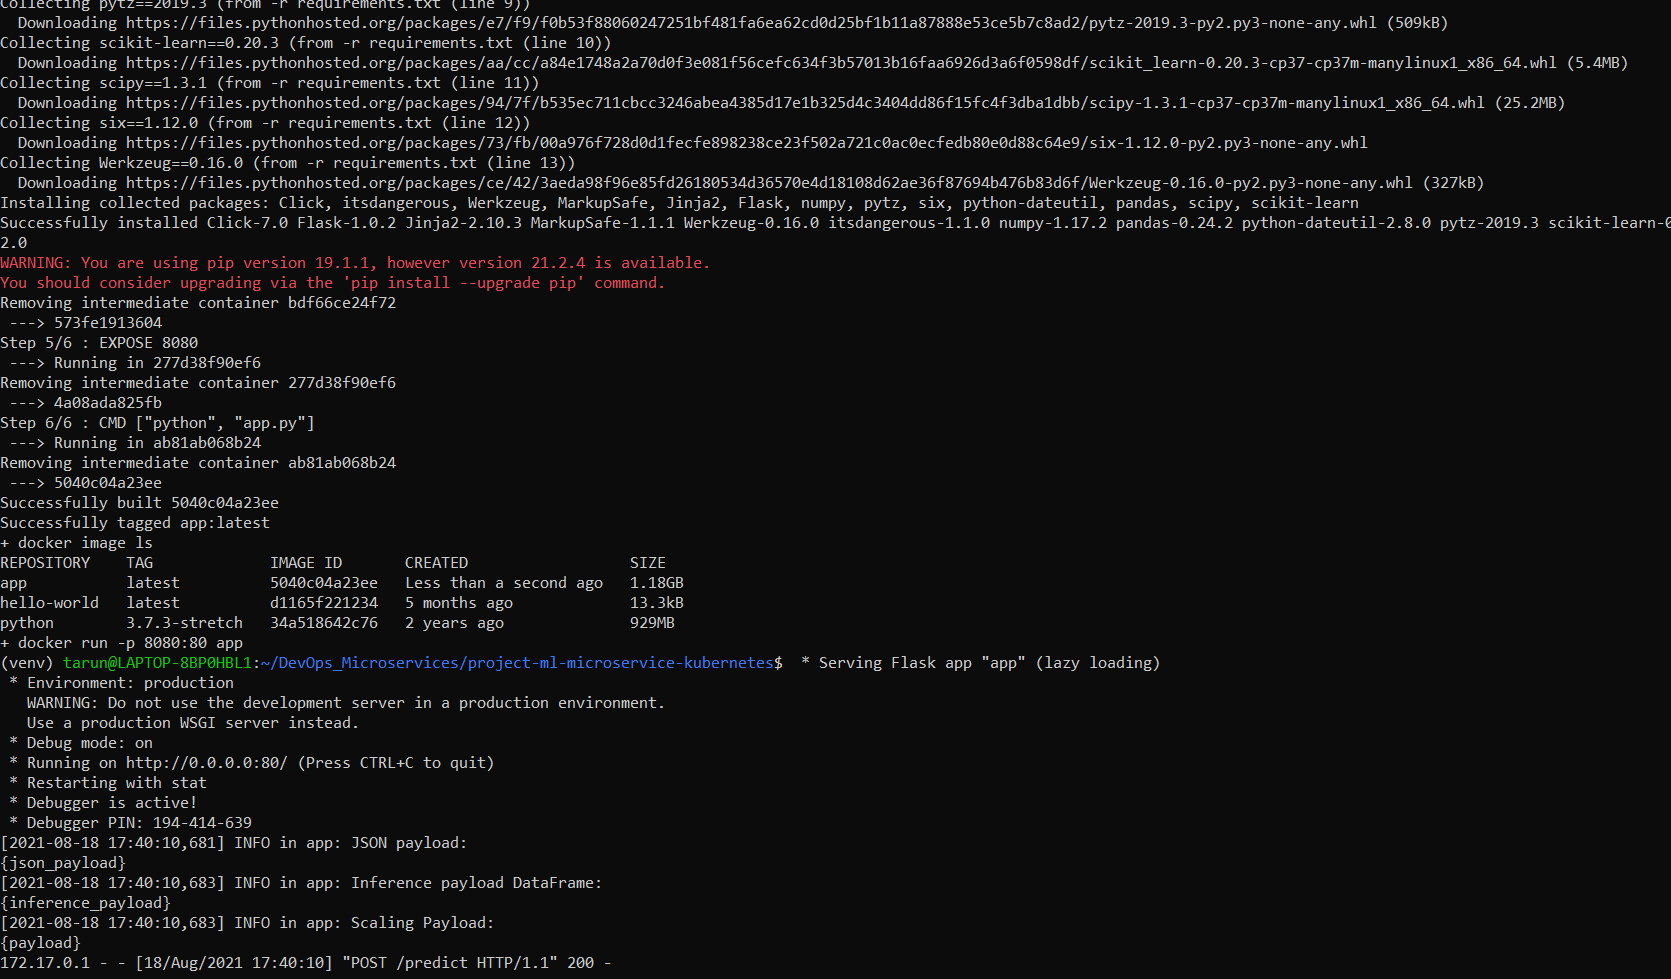 Collecting pytz==2019.3 (from -r requirements.txt (line 9))
  Downloading https://files.pythonhosted.org/packages/e7/f9/f0b53f88060247251bf481fa6ea62cd0d25bf1b11a87888e53ce5b7c8ad2/pytz-2019.3-py2.py3-none-any.whl (509kB)
Collecting scikit-learn==0.20.3 (from -r requirements.txt (line 10))
  Downloading https://files.pythonhosted.org/packages/aa/cc/a84e1748a2a70d0f3e081f56cefc634f3b57013b16faa6926d3a6f0598df/scikit_learn-0.20.3-cp37-cp37m-manylinux1_x86_64.whl (5.4MB)
Collecting scipy==1.3.1 (from -r requirements.txt (line 11))
  Downloading https://files.pythonhosted.org/packages/94/7f/b535ec711cbcc3246abea4385d17e1b325d4c3404dd86f15fc4f3dba1dbb/scipy-1.3.1-cp37-cp37m-manylinux1_x86_64.whl (25.2MB)
Collecting six==1.12.0 (from -r requirements.txt (line 12))
  Downloading https://files.pythonhosted.org/packages/73/fb/00a976f728d0d1fecfe898238ce23f502a721c0ac0ecfedb80e0d88c64e9/six-1.12.0-py2.py3-none-any.whl
Collecting Werkzeug==0.16.0 (from -r requirements.txt (line 13))
  Downloading https://files.pythonhosted.org/packages/ce/42/3aeda98f96e85fd26180534d36570e4d18108d62ae36f87694b476b83d6f/Werkzeug-0.16.0-py2.py3-none-any.whl (327kB)
Installing collected packages: Click, itsdangerous, Werkzeug, MarkupSafe, Jinja2, Flask, numpy, pytz, six, python-dateutil, pandas, scipy, scikit-learn
Successfully installed Click-7.0 Flask-1.0.2 Jinja2-2.10.3 MarkupSafe-1.1.1 Werkzeug-0.16.0 itsdangerous-1.1.0 numpy-1.17.2 pandas-0.24.2 python-dateutil-2.8.0 pytz-2019.3 scikit-learn-0
2.0
WARNING: You are using pip version 19.1.1, however version 21.2.4 is available.
You should consider upgrading via the 'pip install --upgrade pip' command.
Removing intermediate container bdf66ce24f72
 ---> 573fe1913604
Step 5/6 : EXPOSE 8080
 ---> Running in 277d38f90ef6
Removing intermediate container 277d38f90ef6
 ---> 4a08ada825fb
Step 6/6 : CMD ["python", "app.py"]
 ---> Running in ab81ab068b24
Removing intermediate container ab81ab068b24
 ---> 5040c04a23ee
Successfully built 5040c04a23ee
Successfully tagged app:latest
+ docker image ls
REPOSITORY    TAG             IMAGE ID       CREATED                  SIZE
app           latest          5040c04a23ee   Less than a second ago   1.18GB
hello-world   latest          d1165f221234   5 months ago             13.3kB
python        3.7.3-stretch   34a518642c76   2 years ago              929MB
+ docker run -p 8080:80 app
(venv) tarun@LAPTOP-8BP0HBL1:~/DevOps_Microservices/project-ml-microservice-kubernetes$  * Serving Flask app "app" (lazy loading)
 * Environment: production
   WARNING: Do not use the development server in a production environment.
   Use a production WSGI server instead.
 * Debug mode: on
 * Running on http://0.0.0.0:80/ (Press CTRL+C to quit)
 * Restarting with stat
 * Debugger is active!
 * Debugger PIN: 194-414-639
[2021-08-18 17:40:10,681] INFO in app: JSON payload:
{json_payload}
[2021-08-18 17:40:10,683] INFO in app: Inference payload DataFrame:
{inference_payload}
[2021-08-18 17:40:10,683] INFO in app: Scaling Payload:
{payload}
172.17.0.1 - - [18/Aug/2021 17:40:10] "POST /predict HTTP/1.1" 200 -